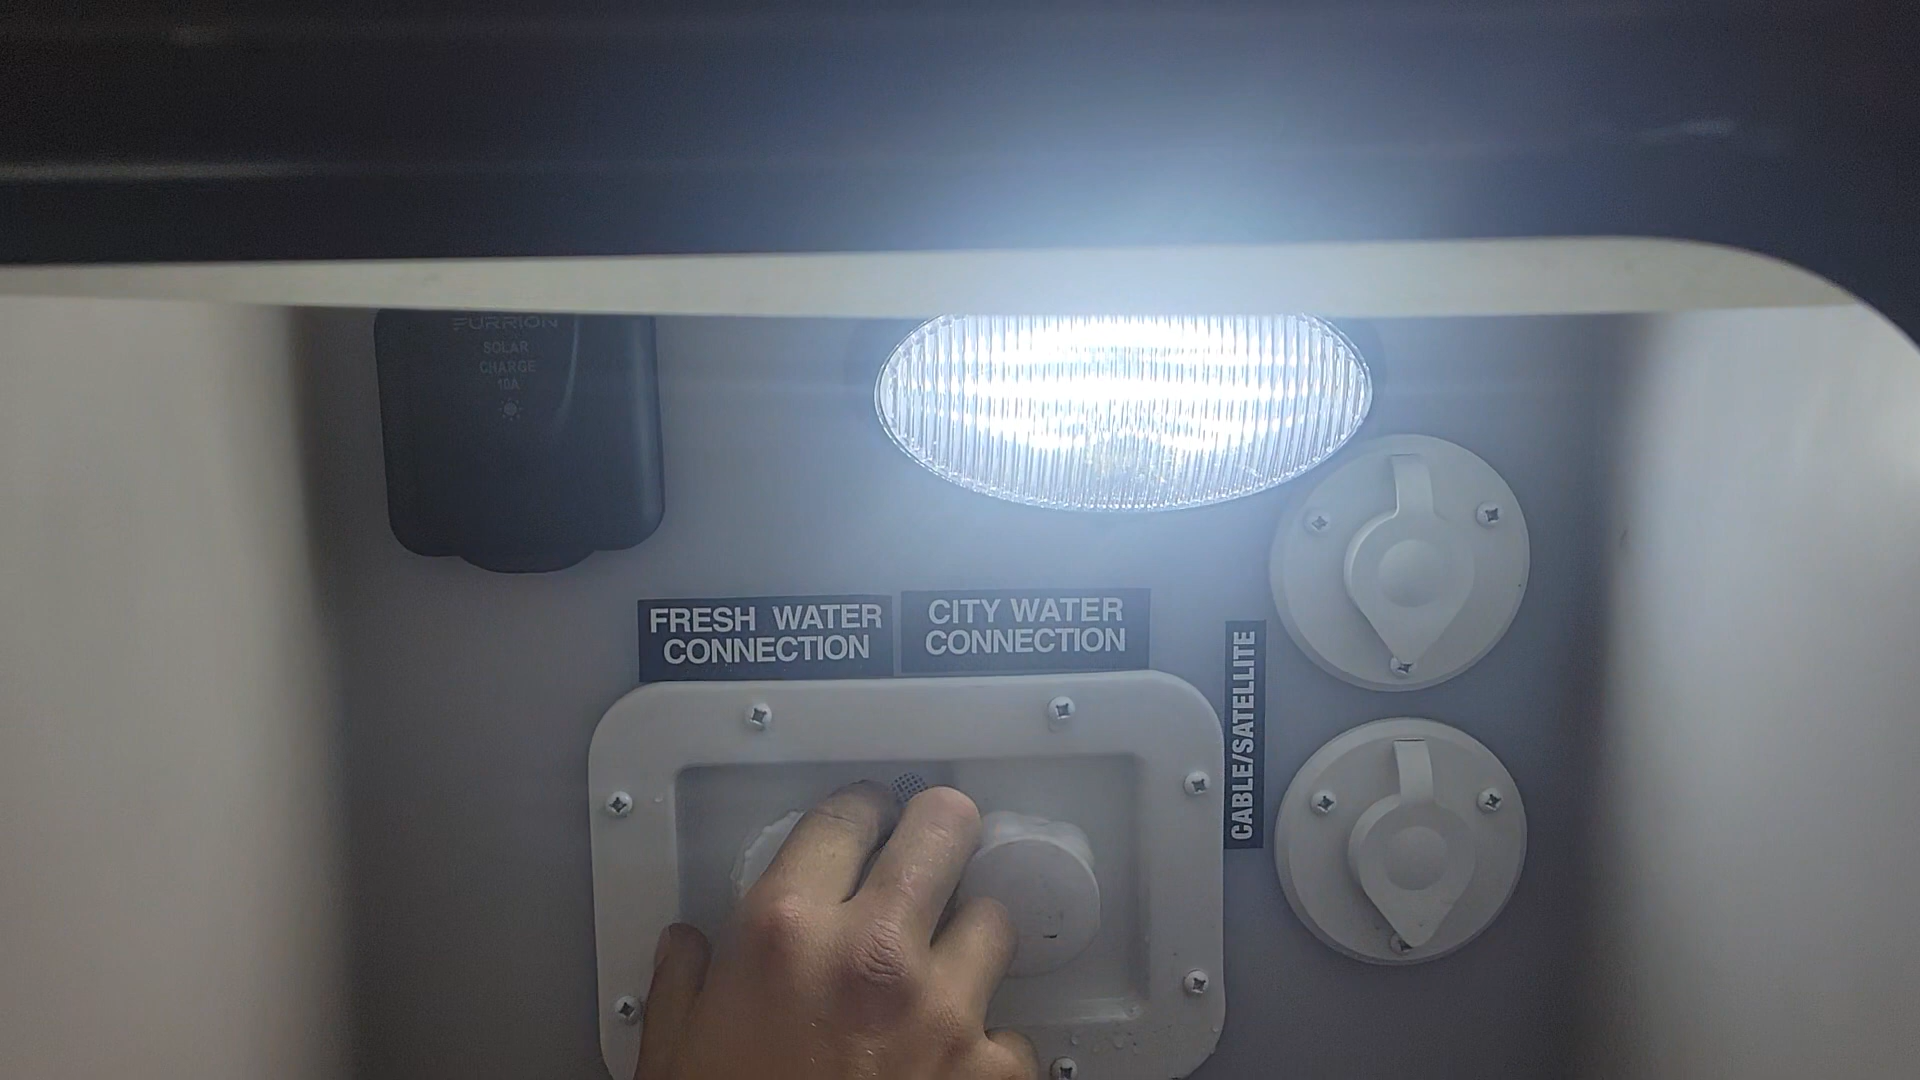 FURRION
SOLAR
CHARGE
10A
FRESH WATER
CONNECTION
CITY WATER
CONNECTION
CABLE/SATELLITE